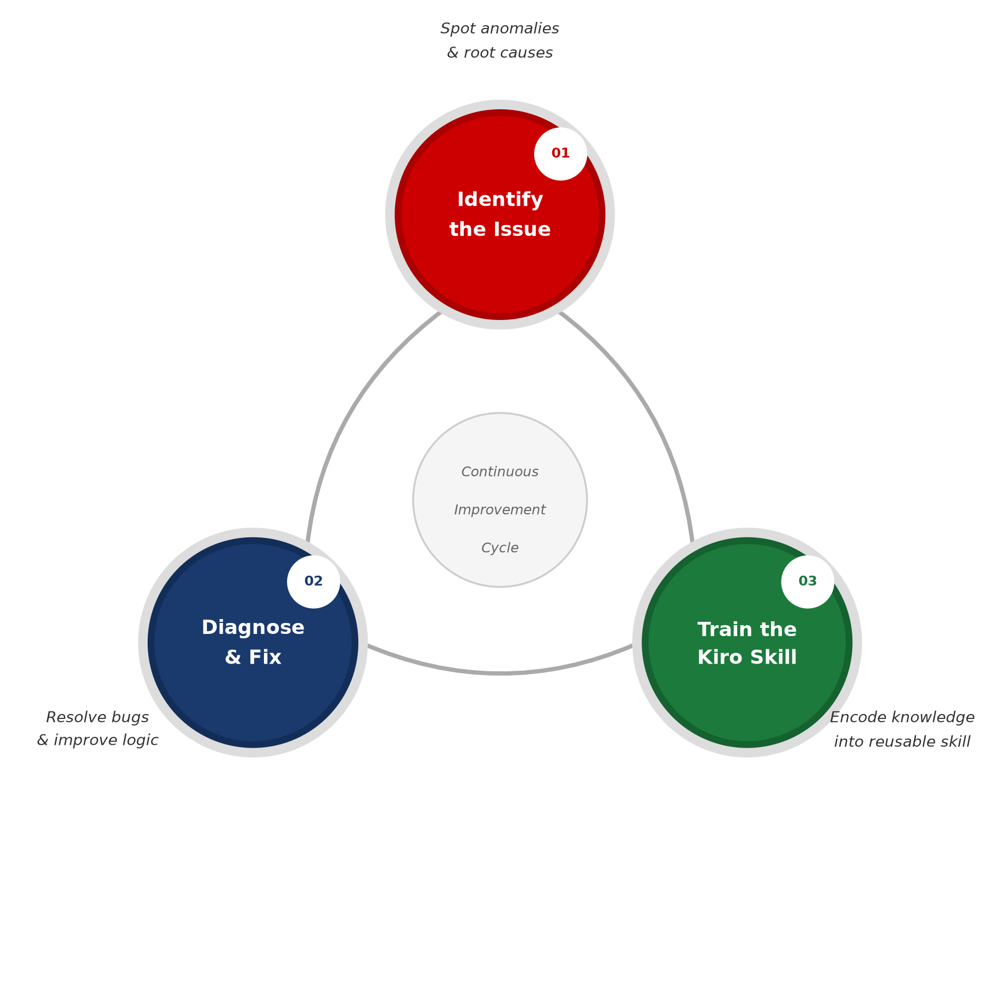 Spot anomalies
& root causes
01
Identify
the Issue
Continuous
Improvement
Cycle
02
Diagnose
& Fix
Resolve bugs
& improve logic
03
Train the
Kiro Skill
Encode knowledge
into reusable skill